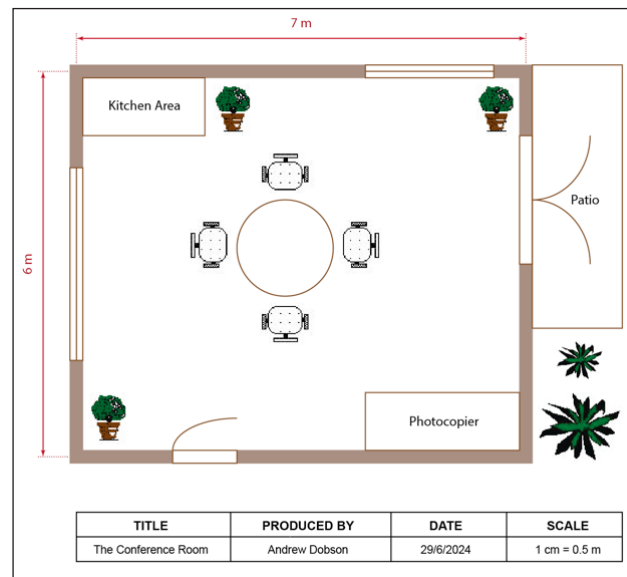 7 m
Kitchen Area
Patio
6 m
Photocopier
TITLE PRODUCED BY DATE SCALE
The Conference Room Andrew Dobson 29/6/2024 1 cm = 0.5 m